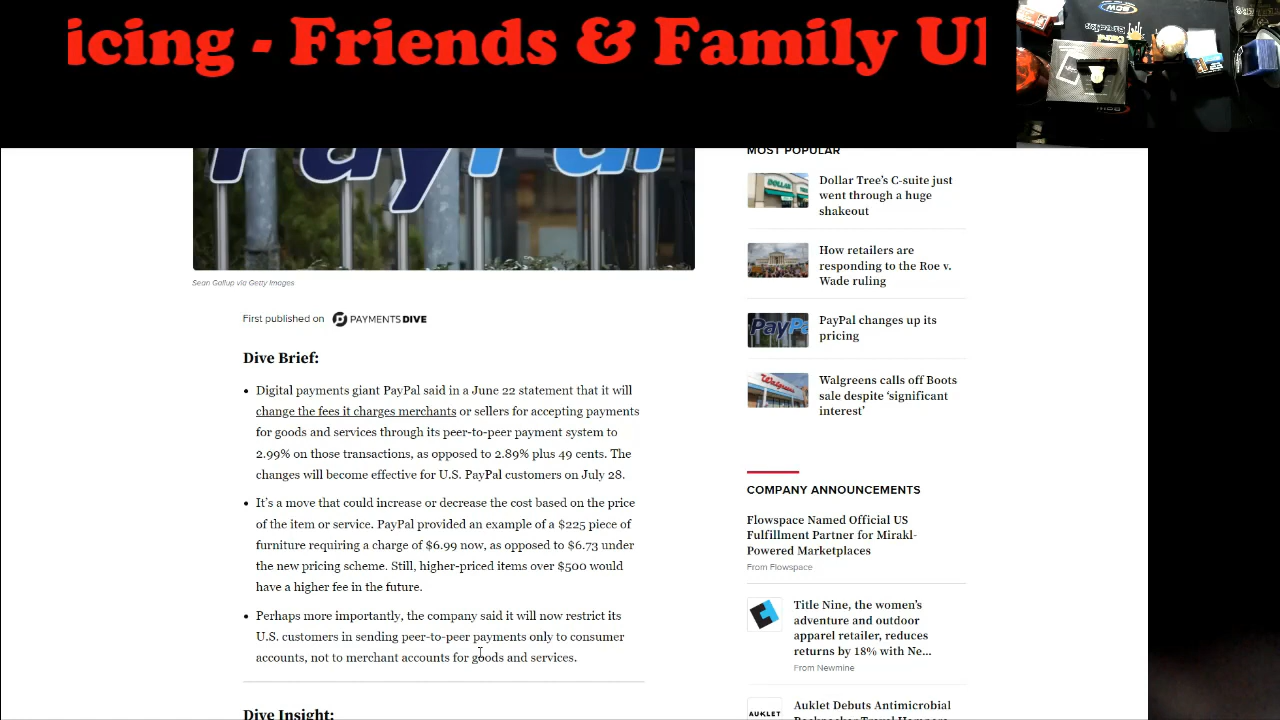 icing - Friends & Family U
PayPal
Sean Gallup via Getty Images
First published on PAYMENTS DIVE
Dive Brief:
• Digital payments giant PayPal said in a June 22 statement that it will
change the fees it charges merchants or sellers for accepting payments
for goods and services through its peer-to-peer payment system to
2.99% on those transactions, as opposed to 2.89% plus 49 cents. The
changes will become effective for U.S. PayPal customers on July 28.
• It’s a move that could increase or decrease the cost based on the price
of the item or service. PayPal provided an example of a $225 piece of
furniture requiring a charge of $6.99 now, as opposed to $6.73 under
the new pricing scheme. Still, higher-priced items over $500 would
have a higher fee in the future.
• Perhaps more importantly, the company said it will now restrict its
U.S. customers in sending peer-to-peer payments only to consumer
accounts, not to merchant accounts for goods and services.
Dive Insight:
MOST POPULAR
Dollar Tree’s C-suite just
went through a huge
shakeout
How retailers are
responding to the Roe v.
Wade ruling
PayPal changes up its
pricing
Walgreens calls off Boots
sale despite ‘significant
interest’
COMPANY ANNOUNCEMENTS
Flowspace Named Official US
Fulfillment Partner for Mirakl-
Powered Marketplaces
From Flowspace
Title Nine, the women’s
adventure and outdoor
apparel retailer, reduces
returns by 18% with Ne...
From Newmine
AUKLET
Auklet Debuts Antimicrobial